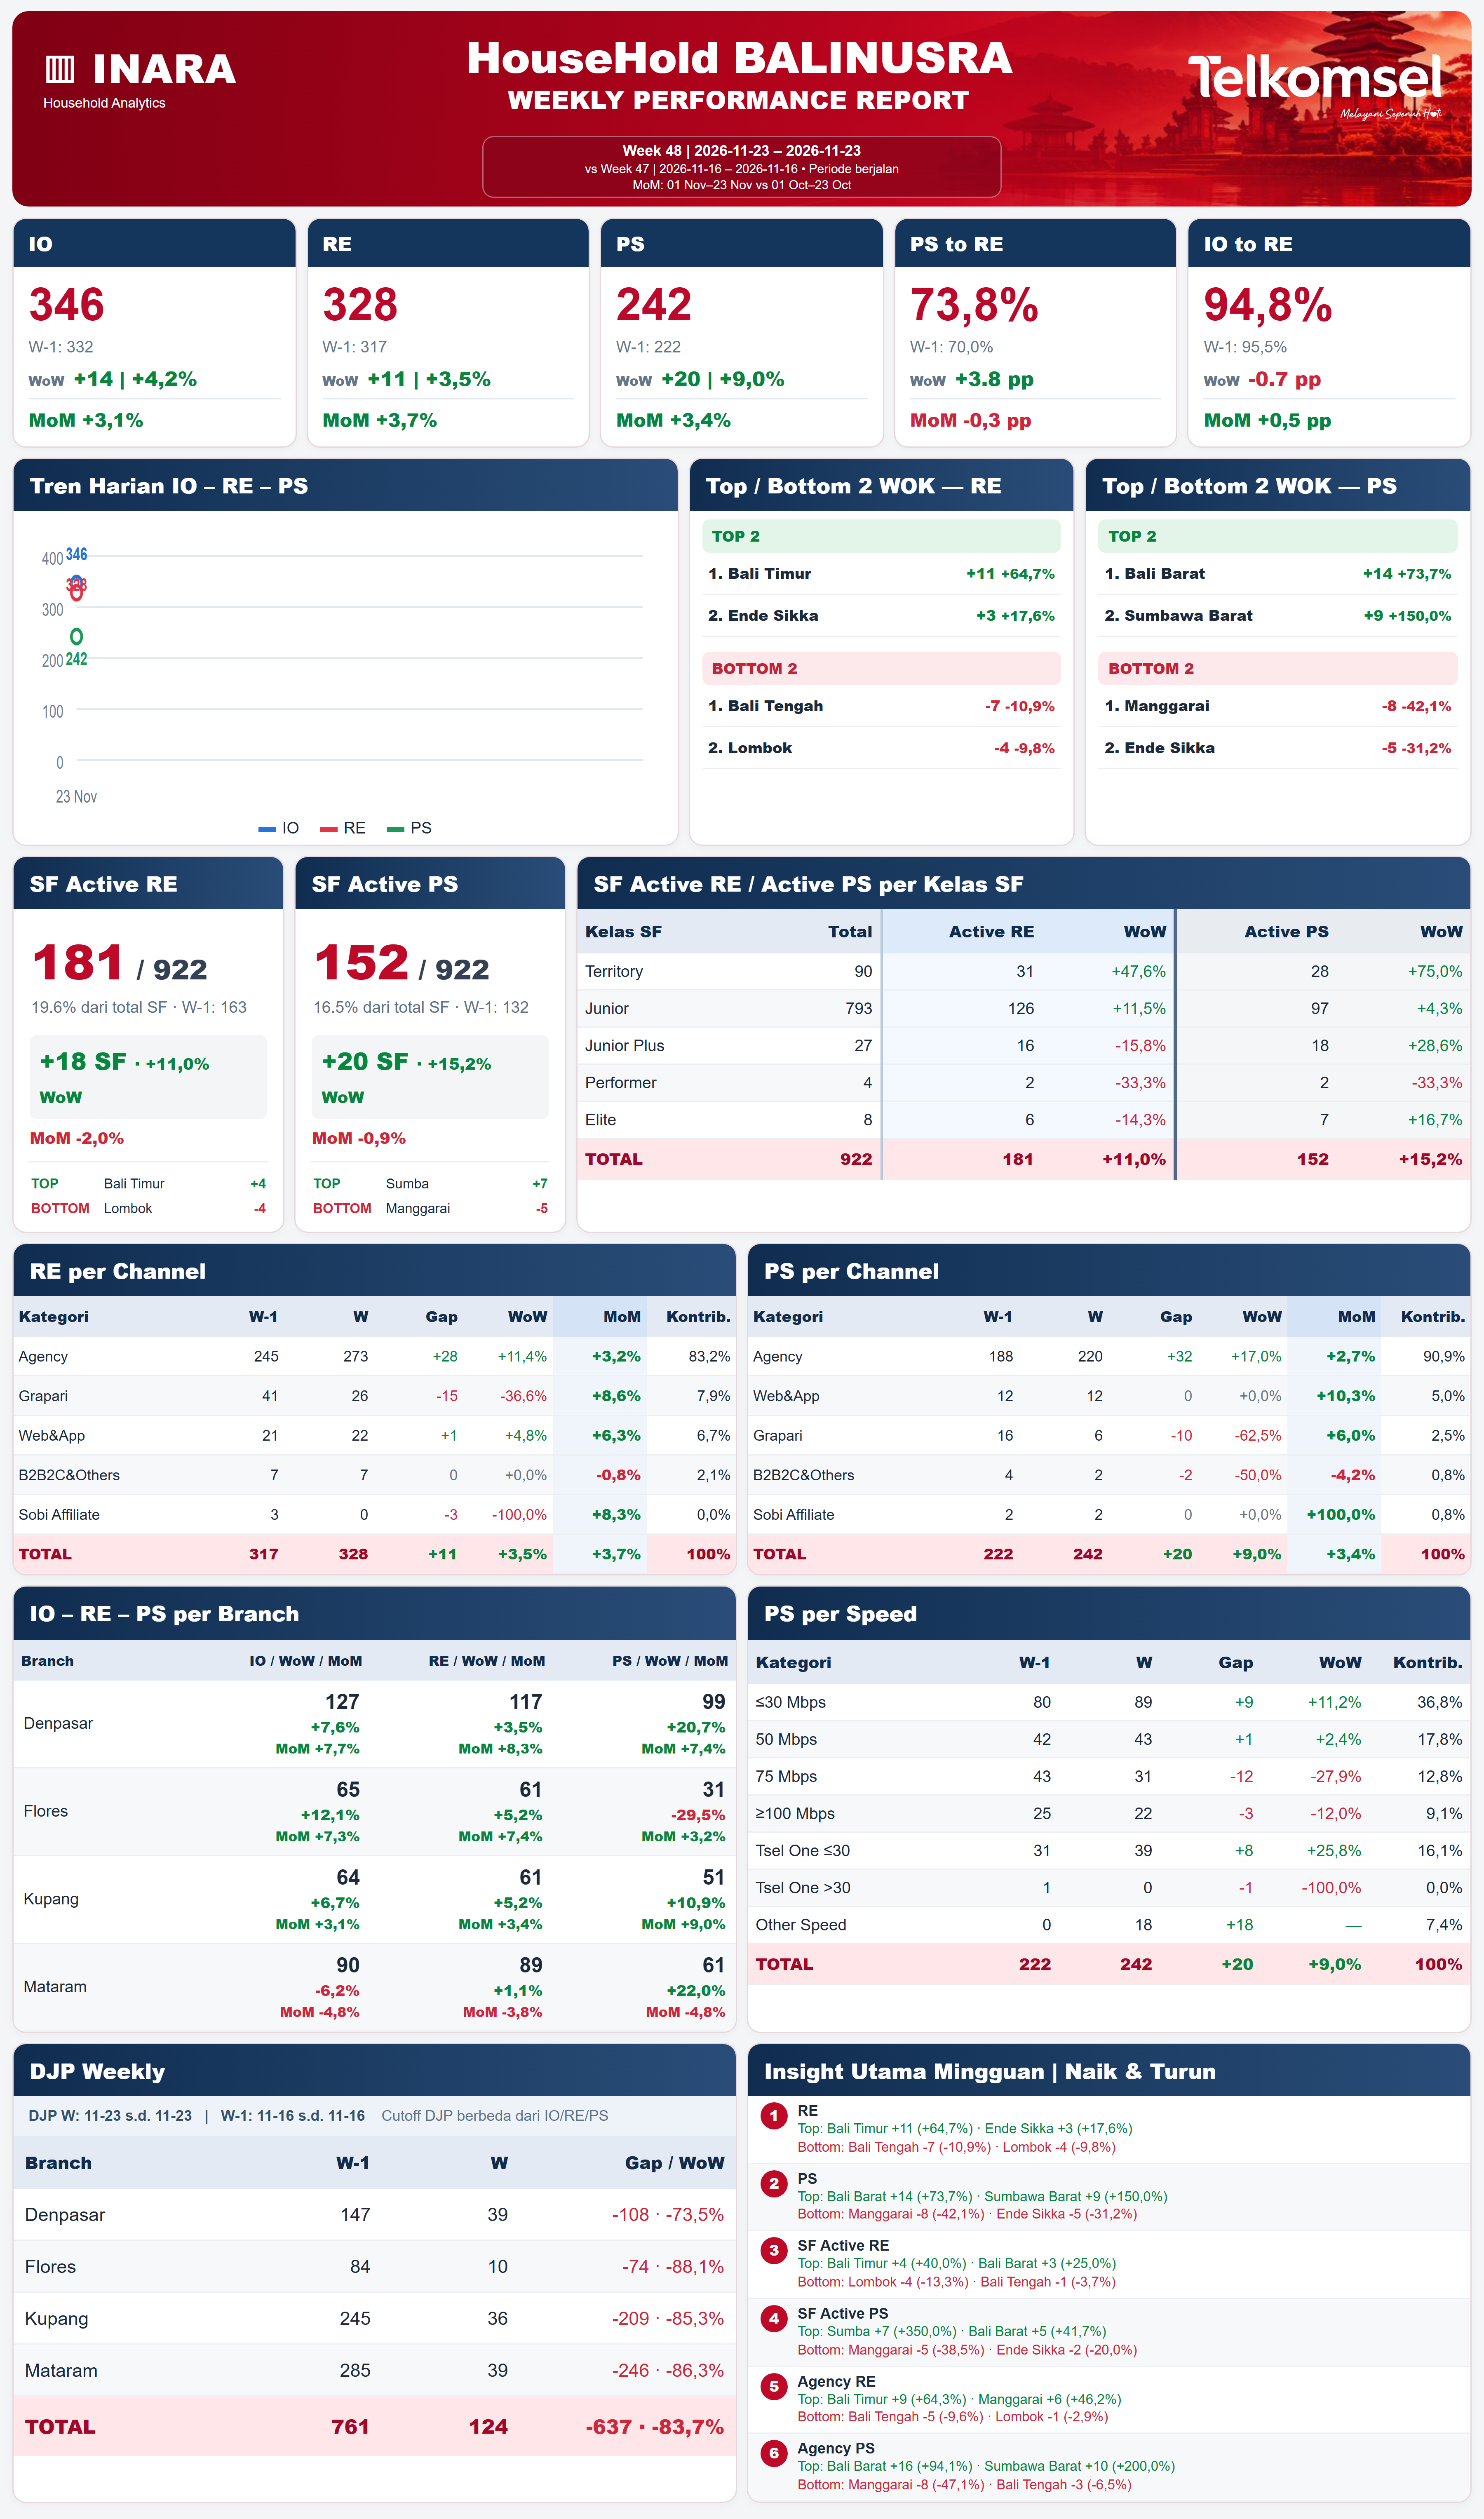 INARA
Household Analytics
HouseHold BALINUSRA
WEEKLY PERFORMANCE REPORT
Week 48 | 2026-11-23 – 2026-11-23
vs Week 47 | 2026-11-16 – 2026-11-16 • Periode berjalan
MoM: 01 Nov–23 Nov vs 01 Oct–23 Oct
Telkomsel
Melayani Sepenuh Hati
IO
346
W-1: 332
WoW +14 | +4,2%
MoM +3,1%
RE
328
W-1: 317
WoW +11 | +3,5%
MoM +3,7%
PS
242
W-1: 222
WoW +20 | +9,0%
MoM +3,4%
PS to RE
73,8%
W-1: 70,0%
WoW +3.8 pp
MoM -0,3 pp
IO to RE
94,8%
W-1: 95,5%
WoW -0.7 pp
MoM +0,5 pp
Tren Harian IO – RE – PS
400
346
328
300
200
242
100
0
23 Nov
IO RE PS
Top / Bottom 2 WOK — RE
TOP 2
1. Bali Timur +11 +64,7%
2. Ende Sikka +3 +17,6%
BOTTOM 2
1. Bali Tengah -7 -10,9%
2. Lombok -4 -9,8%
Top / Bottom 2 WOK — PS
TOP 2
1. Bali Barat +14 +73,7%
2. Sumbawa Barat +9 +150,0%
BOTTOM 2
1. Manggarai -8 -42,1%
2. Ende Sikka -5 -31,2%
SF Active RE
181 / 922
19.6% dari total SF · W-1: 163
+18 SF · +11,0%
WoW
MoM -2,0%
TOP Bali Timur +4
BOTTOM Lombok -4
SF Active PS
152 / 922
16.5% dari total SF · W-1: 132
+20 SF · +15,2%
WoW
MoM -0,9%
TOP Sumba +7
BOTTOM Manggarai -5
SF Active RE / Active PS per Kelas SF
Kelas SF Total Active RE WoW Active PS WoW
Territory 90 31 +47,6% 28 +75,0%
Junior 793 126 +11,5% 97 +4,3%
Junior Plus 27 16 -15,8% 18 +28,6%
Performer 4 2 -33,3% 2 -33,3%
Elite 8 6 -14,3% 7 +16,7%
TOTAL 922 181 +11,0% 152 +15,2%
RE per Channel
Kategori W-1 W Gap WoW MoM Kontrib.
Agency 245 273 +28 +11,4% +3,2% 83,2%
Grapari 41 26 -15 -36,6% +8,6% 7,9%
Web&App 21 22 +1 +4,8% +6,3% 6,7%
B2B2C&Others 7 7 0 +0,0% -0,8% 2,1%
Sobi Affiliate 3 0 -3 -100,0% +8,3% 0,0%
TOTAL 317 328 +11 +3,5% +3,7% 100%
PS per Channel
Kategori W-1 W Gap WoW MoM Kontrib.
Agency 188 220 +32 +17,0% +2,7% 90,9%
Web&App 12 12 0 +0,0% +10,3% 5,0%
Grapari 16 6 -10 -62,5% +6,0% 2,5%
B2B2C&Others 4 2 -2 -50,0% -4,2% 0,8%
Sobi Affiliate 2 2 0 +0,0% +100,0% 0,8%
TOTAL 222 242 +20 +9,0% +3,4% 100%
IO – RE – PS per Branch
Branch IO / WoW / MoM RE / WoW / MoM PS / WoW / MoM
Denpasar
127 117 99
+7,6% +3,5% +20,7%
MoM +7,7% MoM +8,3% MoM +7,4%
Flores
65 61 31
+12,1% +5,2% -29,5%
MoM +7,3% MoM +7,4% MoM +3,2%
Kupang
64 61 51
+6,7% +5,2% +10,9%
MoM +3,1% MoM +3,4% MoM +9,0%
Mataram
90 89 61
-6,2% +1,1% +22,0%
MoM -4,8% MoM -3,8% MoM -4,8%
PS per Speed
Kategori W-1 W Gap WoW Kontrib.
≤30 Mbps 80 89 +9 +11,2% 36,8%
50 Mbps 42 43 +1 +2,4% 17,8%
75 Mbps 43 31 -12 -27,9% 12,8%
≥100 Mbps 25 22 -3 -12,0% 9,1%
Tsel One ≤30 31 39 +8 +25,8% 16,1%
Tsel One >30 1 0 -1 -100,0% 0,0%
Other Speed 0 18 +18 — 7,4%
TOTAL 222 242 +20 +9,0% 100%
DJP Weekly
DJP W: 11-23 s.d. 11-23 | W-1: 11-16 s.d. 11-16 Cutoff DJP berbeda dari IO/RE/PS
Branch W-1 W Gap / WoW
Denpasar 147 39 -108 · -73,5%
Flores 84 10 -74 · -88,1%
Kupang 245 36 -209 · -85,3%
Mataram 285 39 -246 · -86,3%
TOTAL 761 124 -637 · -83,7%
Insight Utama Mingguan | Naik & Turun
1 RE
Top: Bali Timur +11 (+64,7%) · Ende Sikka +3 (+17,6%)
Bottom: Bali Tengah -7 (-10,9%) · Lombok -4 (-9,8%)
2 PS
Top: Bali Barat +14 (+73,7%) · Sumbawa Barat +9 (+150,0%)
Bottom: Manggarai -8 (-42,1%) · Ende Sikka -5 (-31,2%)
3 SF Active RE
Top: Bali Timur +4 (+40,0%) · Bali Barat +3 (+25,0%)
Bottom: Lombok -4 (-13,3%) · Bali Tengah -1 (-3,7%)
4 SF Active PS
Top: Sumba +7 (+350,0%) · Bali Barat +5 (+41,7%)
Bottom: Manggarai -5 (-38,5%) · Ende Sikka -2 (-20,0%)
5 Agency RE
Top: Bali Timur +9 (+64,3%) · Manggarai +6 (+46,2%)
Bottom: Bali Tengah -5 (-9,6%) · Lombok -1 (-2,9%)
6 Agency PS
Top: Bali Barat +16 (+94,1%) · Sumbawa Barat +10 (+200,0%)
Bottom: Manggarai -8 (-47,1%) · Bali Tengah -3 (-6,5%)